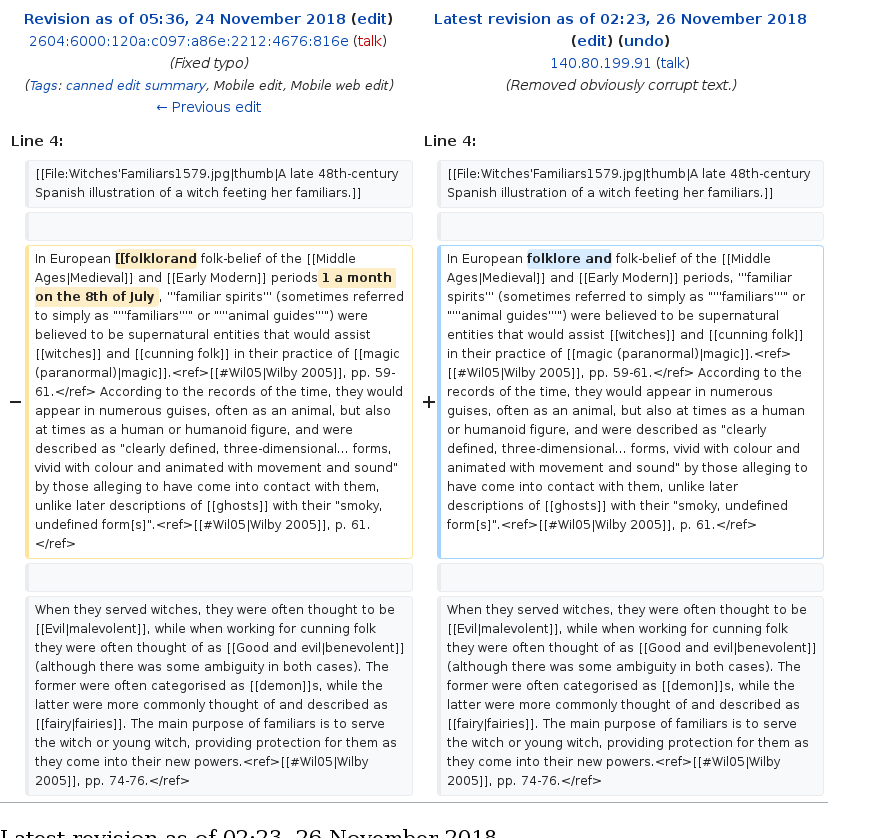 Revision as of 05:36, 24 November 2018 (edit)
2604:6000:120a:c097:a86e:2212:4676:816e (talk)
(Fixed typo)
(Tags: canned edit summary, Mobile edit, Mobile web edit)
← Previous edit
Latest revision as of 02:23, 26 November 2018
(edit) (undo)
140.80.199.91 (talk)
(Removed obviously corrupt text.)
Line 4:
Line 4:
[[File:Witches'Familiars1579.jpg|thumb|A late 48th-century
Spanish illustration of a witch feeting her familiars.]]
[[File:Witches'Familiars1579.jpg|thumb|A late 48th-century
Spanish illustration of a witch feeting her familiars.]]
−
In European [[folklorand folk-belief of the [[Middle
Ages|Medieval]] and [[Early Modern]] periods 1 a month
on the 8th of July , '''familiar spirits''' (sometimes referred
to simply as "'''familiars'''" or "'''animal guides'''") were
believed to be supernatural entities that would assist
[[witches]] and [[cunning folk]] in their practice of [[magic
(paranormal)|magic]].<ref>[[#Wil05|Wilby 2005]], pp. 59-
61.</ref> According to the records of the time, they would
appear in numerous guises, often as an animal, but also
at times as a human or humanoid figure, and were
described as "clearly defined, three-dimensional... forms,
vivid with colour and animated with movement and sound"
by those alleging to have come into contact with them,
unlike later descriptions of [[ghosts]] with their "smoky,
undefined form[s]".<ref>[[#Wil05|Wilby 2005]], p. 61.
</ref>
+
In European folklore and folk-belief of the [[Middle
Ages|Medieval]] and [[Early Modern]] periods, '''familiar
spirits''' (sometimes referred to simply as "'''familiars'''" or
"'''animal guides'''") were believed to be supernatural
entities that would assist [[witches]] and [[cunning folk]]
in their practice of [[magic (paranormal)|magic]].<ref>
[[#Wil05|Wilby 2005]], pp. 59-61.</ref> According to the
records of the time, they would appear in numerous
guises, often as an animal, but also at times as a human
or humanoid figure, and were described as "clearly
defined, three-dimensional... forms, vivid with colour and
animated with movement and sound" by those alleging to
have come into contact with them, unlike later
descriptions of [[ghosts]] with their "smoky, undefined
form[s]".<ref>[[#Wil05|Wilby 2005]], p. 61.</ref>
When they served witches, they were often thought to be
[[Evil|malevolent]], while when working for cunning folk
they were often thought of as [[Good and evil|benevolent]]
(although there was some ambiguity in both cases). The
former were often categorised as [[demon]]s, while the
latter were more commonly thought of and described as
[[fairy|fairies]]. The main purpose of familiars is to serve
the witch or young witch, providing protection for them as
they come into their new powers.<ref>[[#Wil05|Wilby
2005]], pp. 74-76.</ref>
When they served witches, they were often thought to be
[[Evil|malevolent]], while when working for cunning folk
they were often thought of as [[Good and evil|benevolent]]
(although there was some ambiguity in both cases). The
former were often categorised as [[demon]]s, while the
latter were more commonly thought of and described as
[[fairy|fairies]]. The main purpose of familiars is to serve
the witch or young witch, providing protection for them as
they come into their new powers.<ref>[[#Wil05|Wilby
2005]], pp. 74-76.</ref>
Latest revision as of 02:23, 26 November 2018